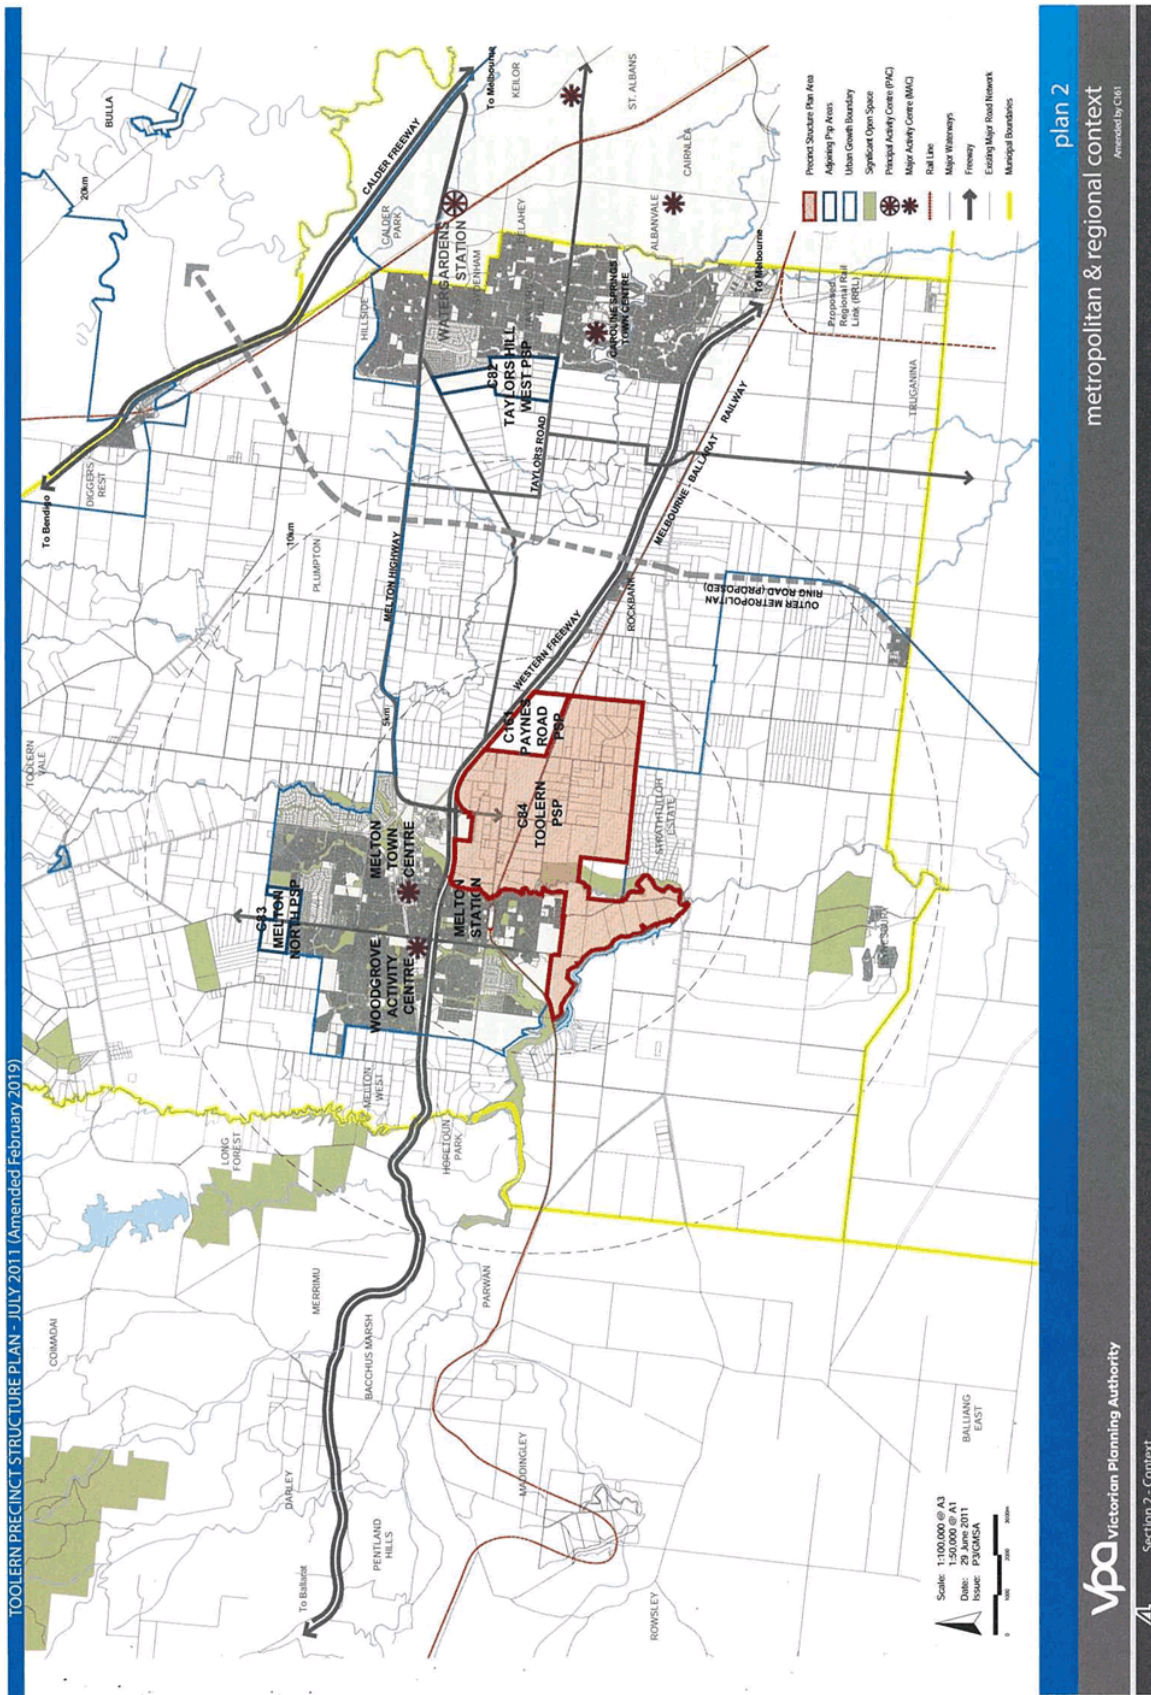 TOOLERN PRECINCT STRUCTURE PLAN - JULY 2011 (Amended February 2019)
BULLA
20km
CALDER FREEWAY
To Melbourne
KEILOR
ST. ALBANS
CAIRNLEA
CALDER
PARK
WATERGARDENS
STATION
DELAHEY
ALBANVALE
HILLSIDE
TAYLORS HILL
WEST PSP
C82
CAROLINE SPRINGS
TOWN CENTRE
To Melbourne
Proposed
Regional Rail
Link (RRL)
To Bendigo
DIGGERS
REST
10km
PLUMPTON
MELTON HIGHWAY
TAYLORS ROAD
MELBOURNE - BALLARAT RAILWAY
TRUGANINA
WESTERN FREEWAY
ROCKBANK
OUTER METROPOLITAN
RING ROAD (PROPOSED)
TOOLERN
VALE
5km
C161
PAYNES
ROAD
PSP
C84
TOOLERN
PSP
STRATHTULLOH
ESTATE
C83
MELTON
NORTH PSP
MELTON
TOWN
CENTRE
MELTON
STATION
WOODGROVE
ACTIVITY
CENTRE
MELTON
WEST
LONG
FOREST
HOPETOUN
PARK
COIMADAI
MERRIMU
BACCHUS MARSH
PARWAN
DARLEY
PENTLAND
HILLS
MADDINGLEY
BALLIANG
EAST
To Ballarat
ROWSLEY
Precinct Structure Plan Area
Adjoining Psp Areas
Urban Growth Boundary
Significant Open Space
Principal Activity Centre (PAC)
Major Activity Centre (MAC)
Rail Line
Major Waterways
Freeway
Existing Major Road Network
Municipal Boundaries
Scale: 1:100,000 @ A3
1:50,000 @ A1
Date: 29 June 2011
Issue: P3/GMSA
0
1000
2000
plan 2
metropolitan & regional context
Amended by C161
vpa Victorian Planning Authority
4
Section 2 - Context